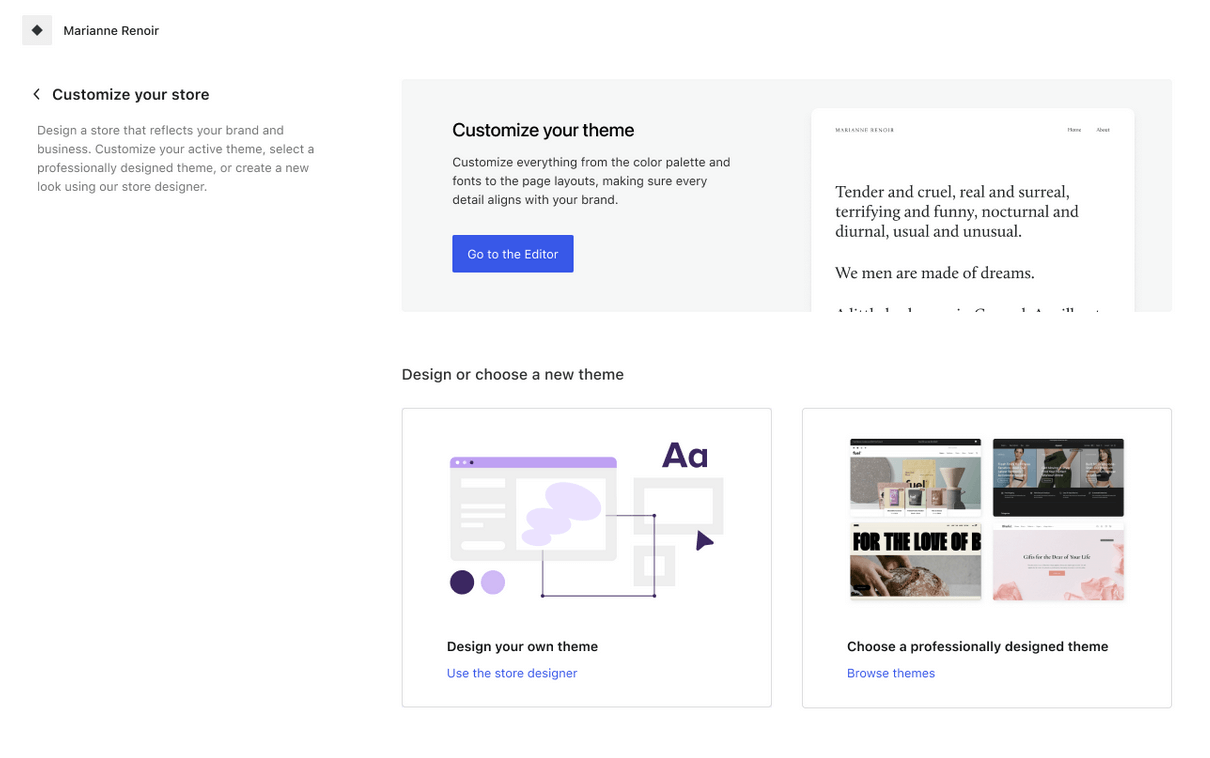 Marianne Renoir
Customize your store
Design a store that reflects your brand and
business. Customize your active theme, select a
professionally designed theme, or create a new
look using our store designer.
Customize your theme
Customize everything from the color palette and
fonts to the page layouts, making sure every
detail aligns with your brand.
Go to the Editor
MARIANNE RENOIR
Home About
Tender and cruel, real and surreal,
terrifying and funny, nocturnal and
diurnal, usual and unusual.
We men are made of dreams.
Design or choose a new theme
Aa
Design your own theme
Use the store designer
fuel
fuel
FOR THE LOVE OF B
Gifts for the Dear of Your Life
Choose a professionally designed theme
Browse themes